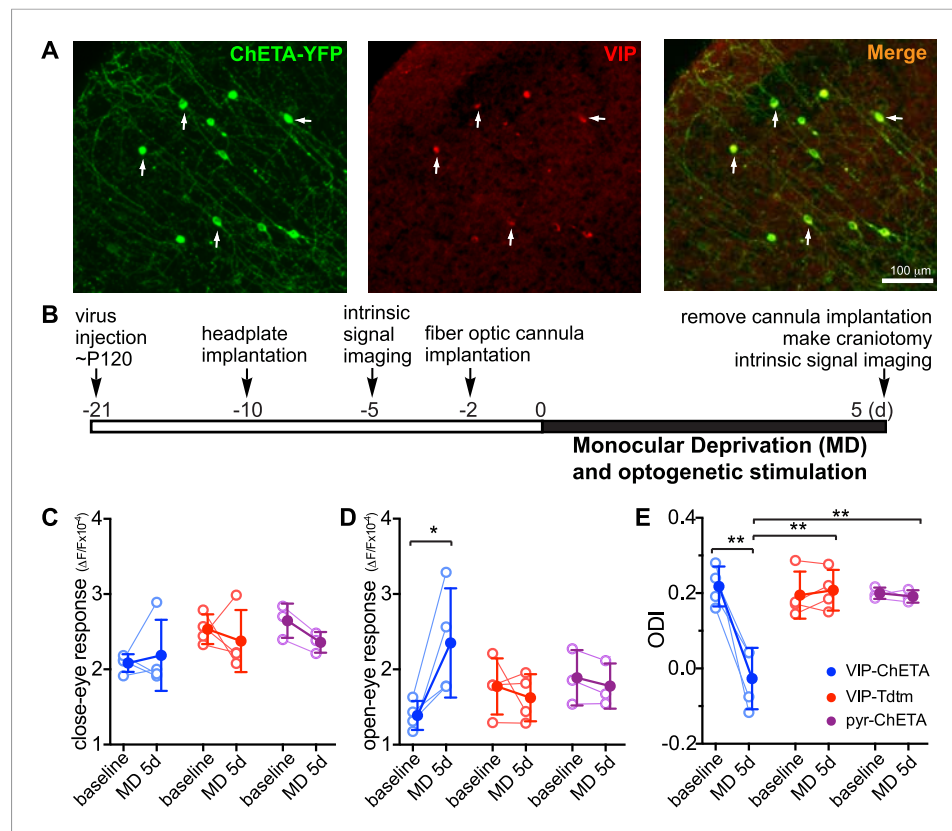 A
ChETA-YFP
VIP
Merge
100 μm
B
virus
injection
~P120
headplate
implantation
intrinsic
signal
imaging
fiber optic cannula
implantation
remove cannula implantation
make craniotomy
intrinsic signal imaging
-21
-10
-5
-2
0
5 (d)
Monocular Deprivation (MD)
and optogenetic stimulation
C
close-eye response (ΔF/Fx10⁻⁴)
4
3
2
1
baseline
MD 5d
baseline
MD 5d
baseline
MD 5d
D
open-eye response (ΔF/Fx10⁻⁴)
4
3
2
1
*
baseline
MD 5d
baseline
MD 5d
baseline
MD 5d
E
ODI
0.4
0.2
0.0
-0.2
**
**
**
VIP-ChETA
VIP-Tdtm
pyr-ChETA
baseline
MD 5d
baseline
MD 5d
baseline
MD 5d